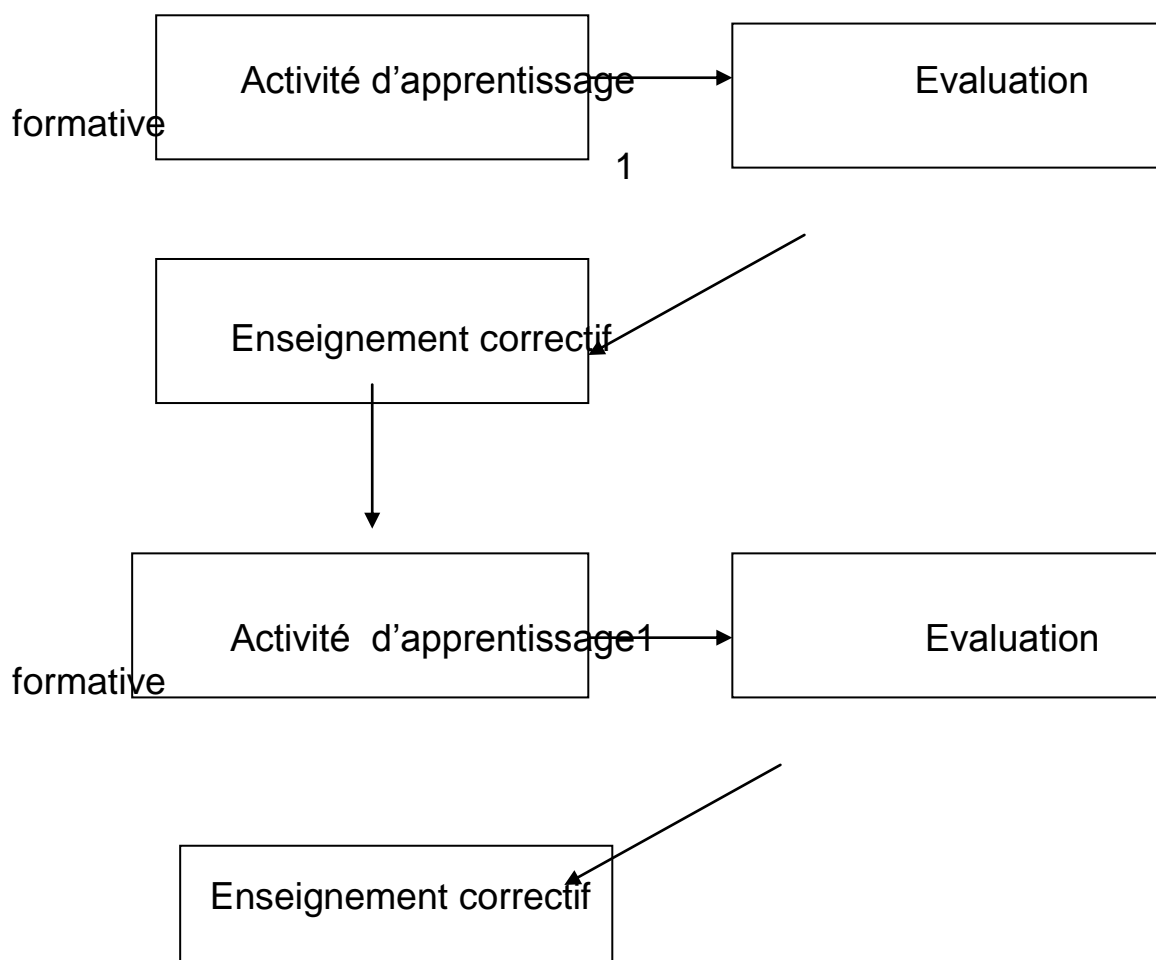 Activité d’apprentissage Evaluation
formative
1
Enseignement correctif
Activité d’apprentissage1 Evaluation
formative
Enseignement correctif